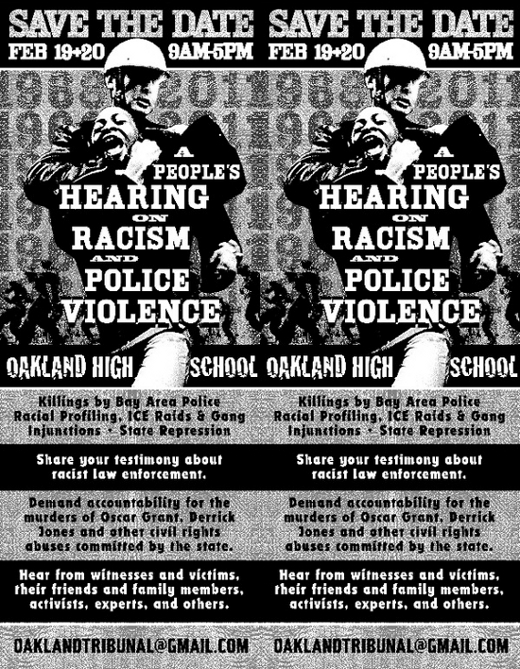 SAVE THE DATE
FEB 19+20 9AM-5PM
1968 2011
A
PEOPLE'S
HEARING
ON
RACISM
AND
POLICE
VIOLENCE
OAKLAND HIGH SCHOOL
Killings by Bay Area Police
Racial Profiling, ICE Raids & Gang
Injunctions · State Repression
Share your testimony about
racist law enforcement.
Demand accountability for the
murders of Oscar Grant, Derrick
Jones and other civil rights
abuses committed by the state.
Hear from witnesses and victims,
their friends and family members,
activists, experts, and others.
OAKLANDTRIBUNAL@GMAIL.COM
SAVE THE DATE
FEB 19+20 9AM-5PM
1968 2011
A
PEOPLE'S
HEARING
ON
RACISM
AND
POLICE
VIOLENCE
OAKLAND HIGH SCHOOL
Killings by Bay Area Police
Racial Profiling, ICE Raids & Gang
Injunctions · State Repression
Share your testimony about
racist law enforcement.
Demand accountability for the
murders of Oscar Grant, Derrick
Jones and other civil rights
abuses committed by the state.
Hear from witnesses and victims,
their friends and family members,
activists, experts, and others.
OAKLANDTRIBUNAL@GMAIL.COM